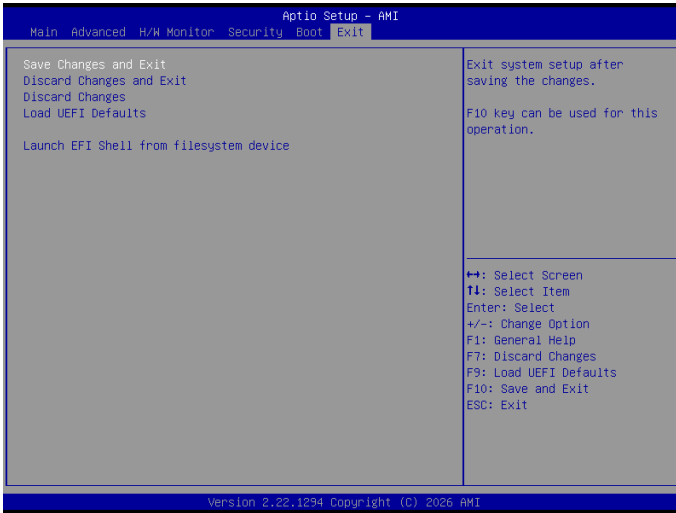 Aptio Setup – AMI
Main Advanced H/W Monitor Security Boot Exit
Save Changes and Exit
Discard Changes and Exit
Discard Changes
Load UEFI Defaults
Launch EFI Shell from filesystem device
Exit system setup after
saving the changes.
F10 key can be used for this
operation.
↔: Select Screen
↑↓: Select Item
Enter: Select
+/-: Change Option
F1: General Help
F7: Discard Changes
F9: Load UEFI Defaults
F10: Save and Exit
ESC: Exit
Version 2.22.1294 Copyright (C) 2026 AMI